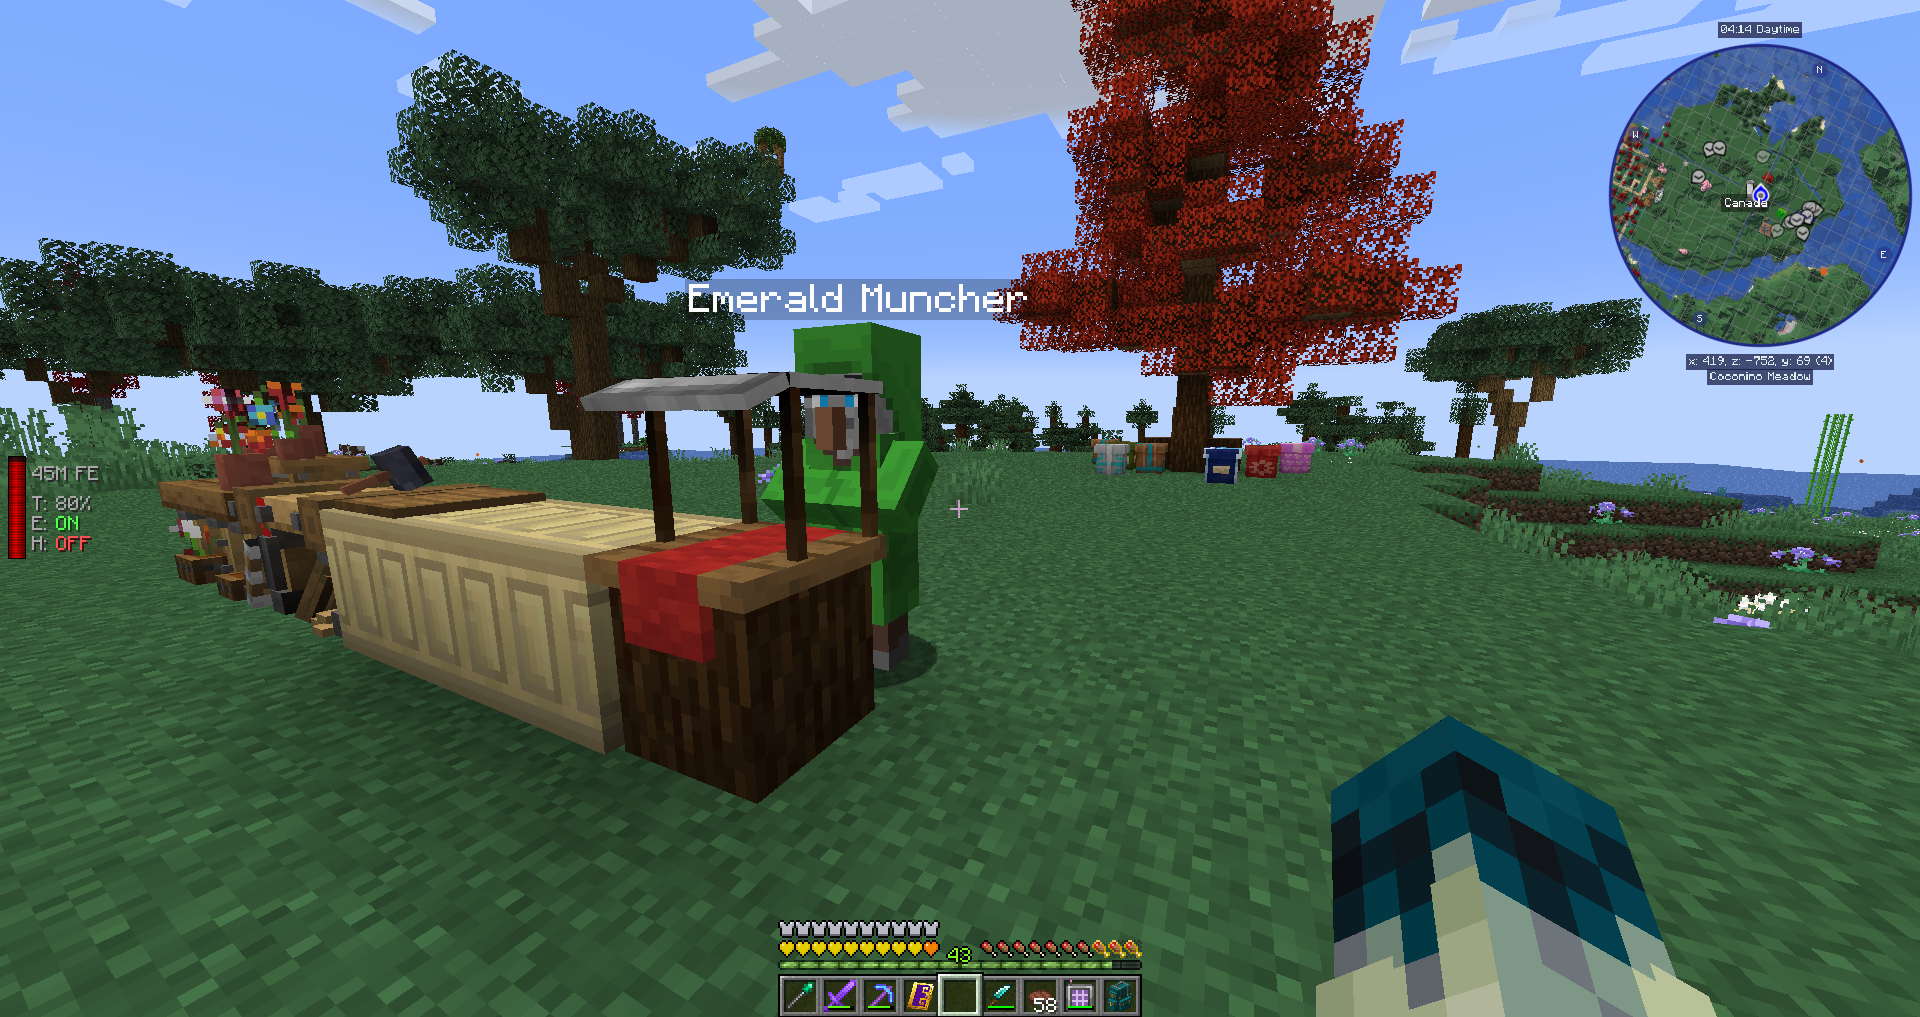 04:14 Daytime
N
W
Canada
E
S
x: 419, z: -752, y: 69 (4)
Coconino Meadow
Emerald Muncher
45M FE
T: 80%
E: ON
H: OFF
43
58